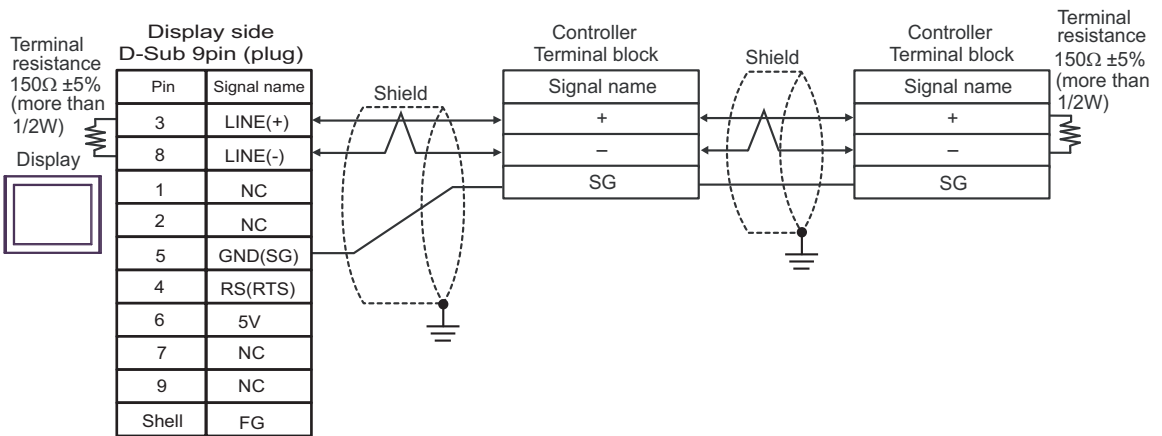 Terminal
resistance
150Ω ±5%
(more than
1/2W)
Display
Display side
D-Sub 9pin (plug)
Pin Signal name
3 LINE(+)
8 LINE(-)
1 NC
2 NC
5 GND(SG)
4 RS(RTS)
6 5V
7 NC
9 NC
Shell FG
Shield
Controller
Terminal block
Signal name
+
–
SG
Shield
Controller
Terminal block
Signal name
+
–
SG
Terminal
resistance
150Ω ±5%
(more than
1/2W)